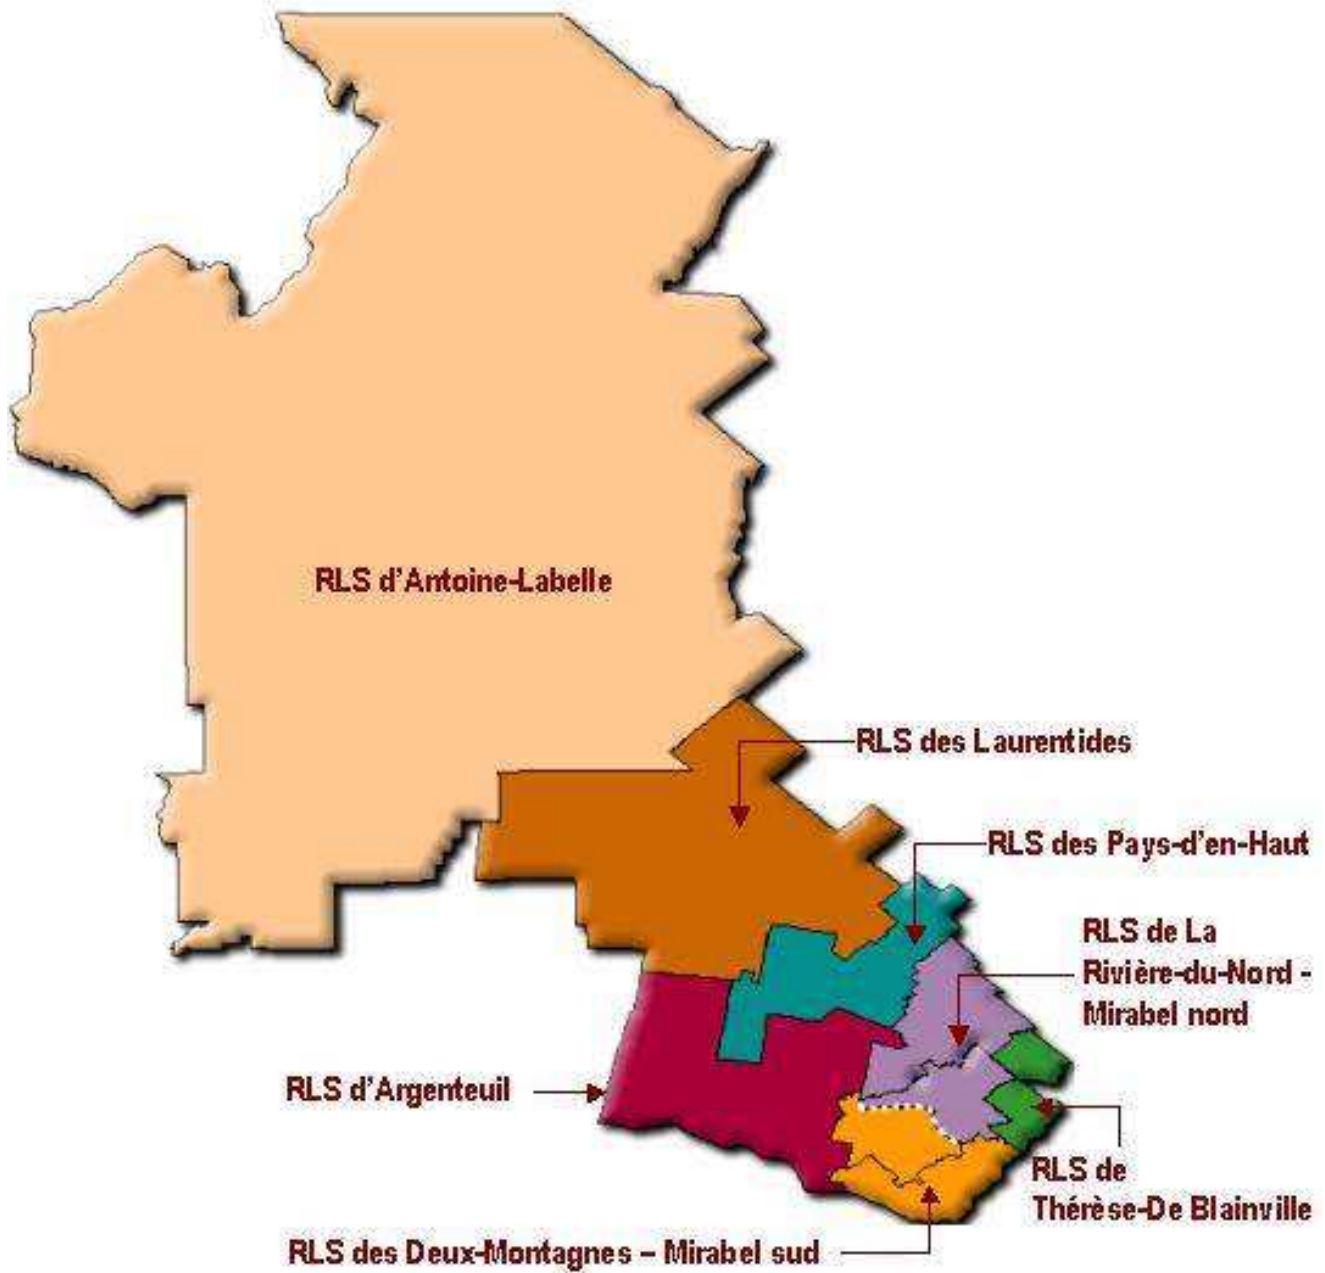 RLS d'Antoine-Labelle
RLS des Laurentides
RLS des Pays-d'en-Haut
RLS de La
Rivière-du-Nord -
Mirabel nord
RLS d'Argenteuil
RLS de
Thérèse-De Blainville
RLS des Deux-Montagnes – Mirabel sud